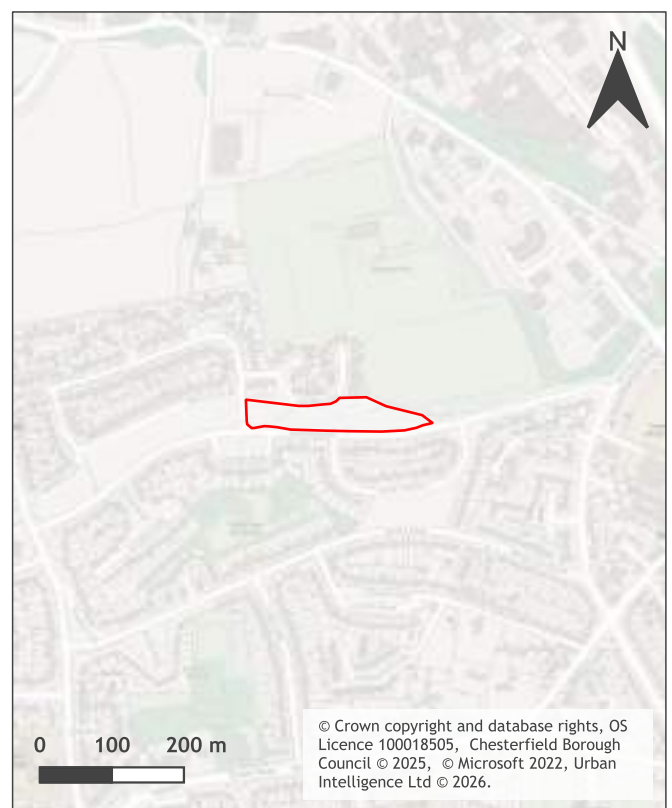 N
0 100 200 m
© Crown copyright and database rights, OS
Licence 100018505, Chesterfield Borough
Council © 2025, © Microsoft 2022, Urban
Intelligence Ltd © 2026.